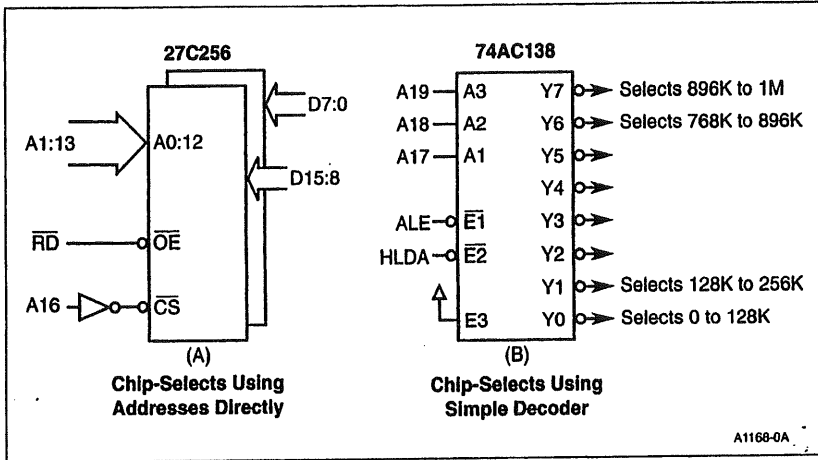 27C256
D7:0
A1:13
A0:12
D15:8
RD
OE
A16
CS
(A)
Chip-Selects Using
Addresses Directly
74AC138
A19 A3 Y7 Selects 896K to 1M
A18 A2 Y6 Selects 768K to 896K
A17 A1 Y5
Y4
ALE E1 Y3
HLDA E2 Y2
Y1 Selects 128K to 256K
E3 Y0 Selects 0 to 128K
(B)
Chip-Selects Using
Simple Decoder
A1168-0A